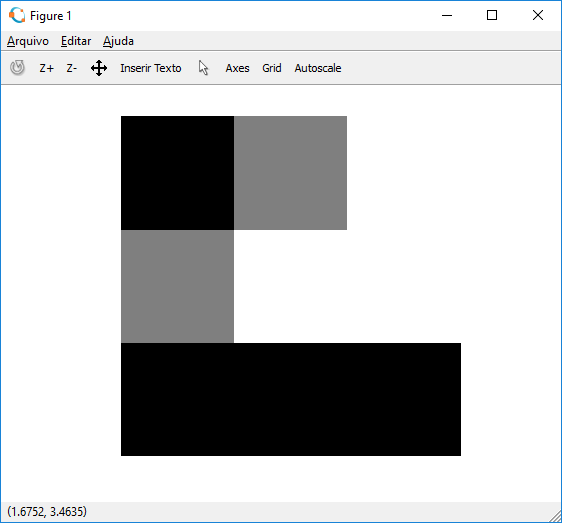 Figure 1
Arquivo Editar Ajuda
Z+ Z- Inserir Texto Axes Grid Autoscale
(1.6752, 3.4635)